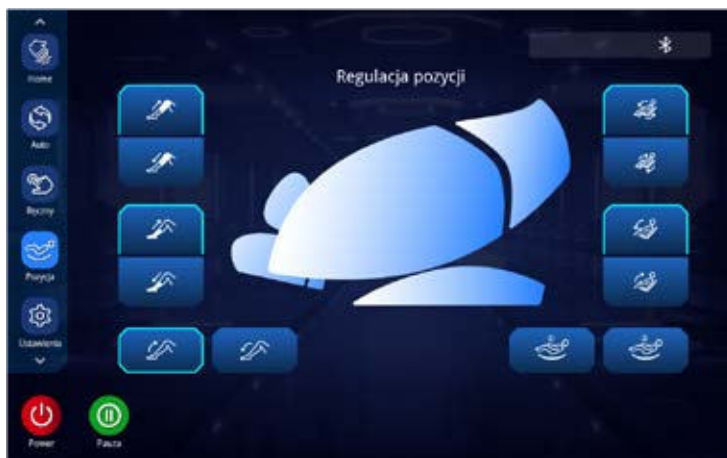 Home
Regulacja pozycji
Auto
Ręczny
Pozycja
Ustawienia
Power
Pauza